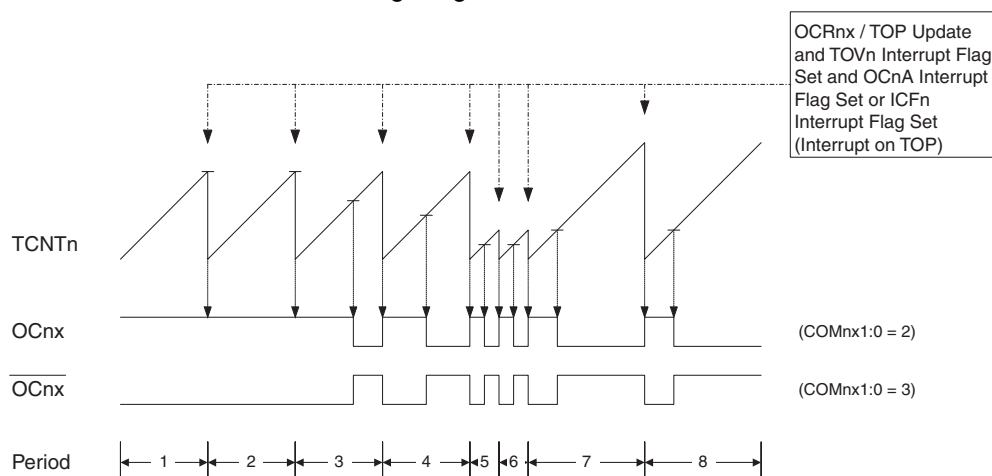 OCRnx / TOP Update
and TOVn Interrupt Flag
Set and OCnA Interrupt
Flag Set or ICFn
Interrupt Flag Set
(Interrupt on TOP)
TCNTn
OCnx
(COMnx1:0 = 2)
OCnx
(COMnx1:0 = 3)
Period
1 2 3 4 5 6 7 8